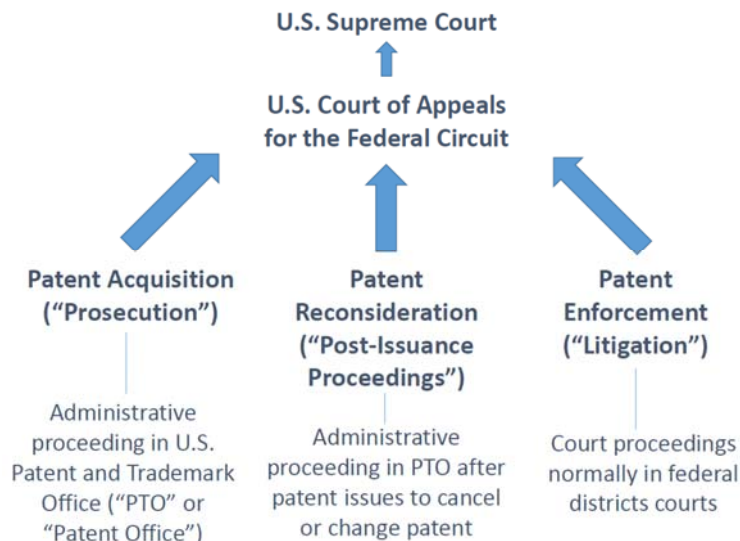 U.S. Supreme Court
U.S. Court of Appeals
for the Federal Circuit
Patent Acquisition
(“Prosecution”)
Administrative
proceeding in U.S.
Patent and Trademark
Office (“PTO” or
“Patent Office”)
Patent
Reconsideration
(“Post-Issuance
Proceedings”)
Administrative
proceeding in PTO after
patent issues to cancel
or change patent
Patent
Enforcement
(“Litigation”)
Court proceedings
normally in federal
districts courts